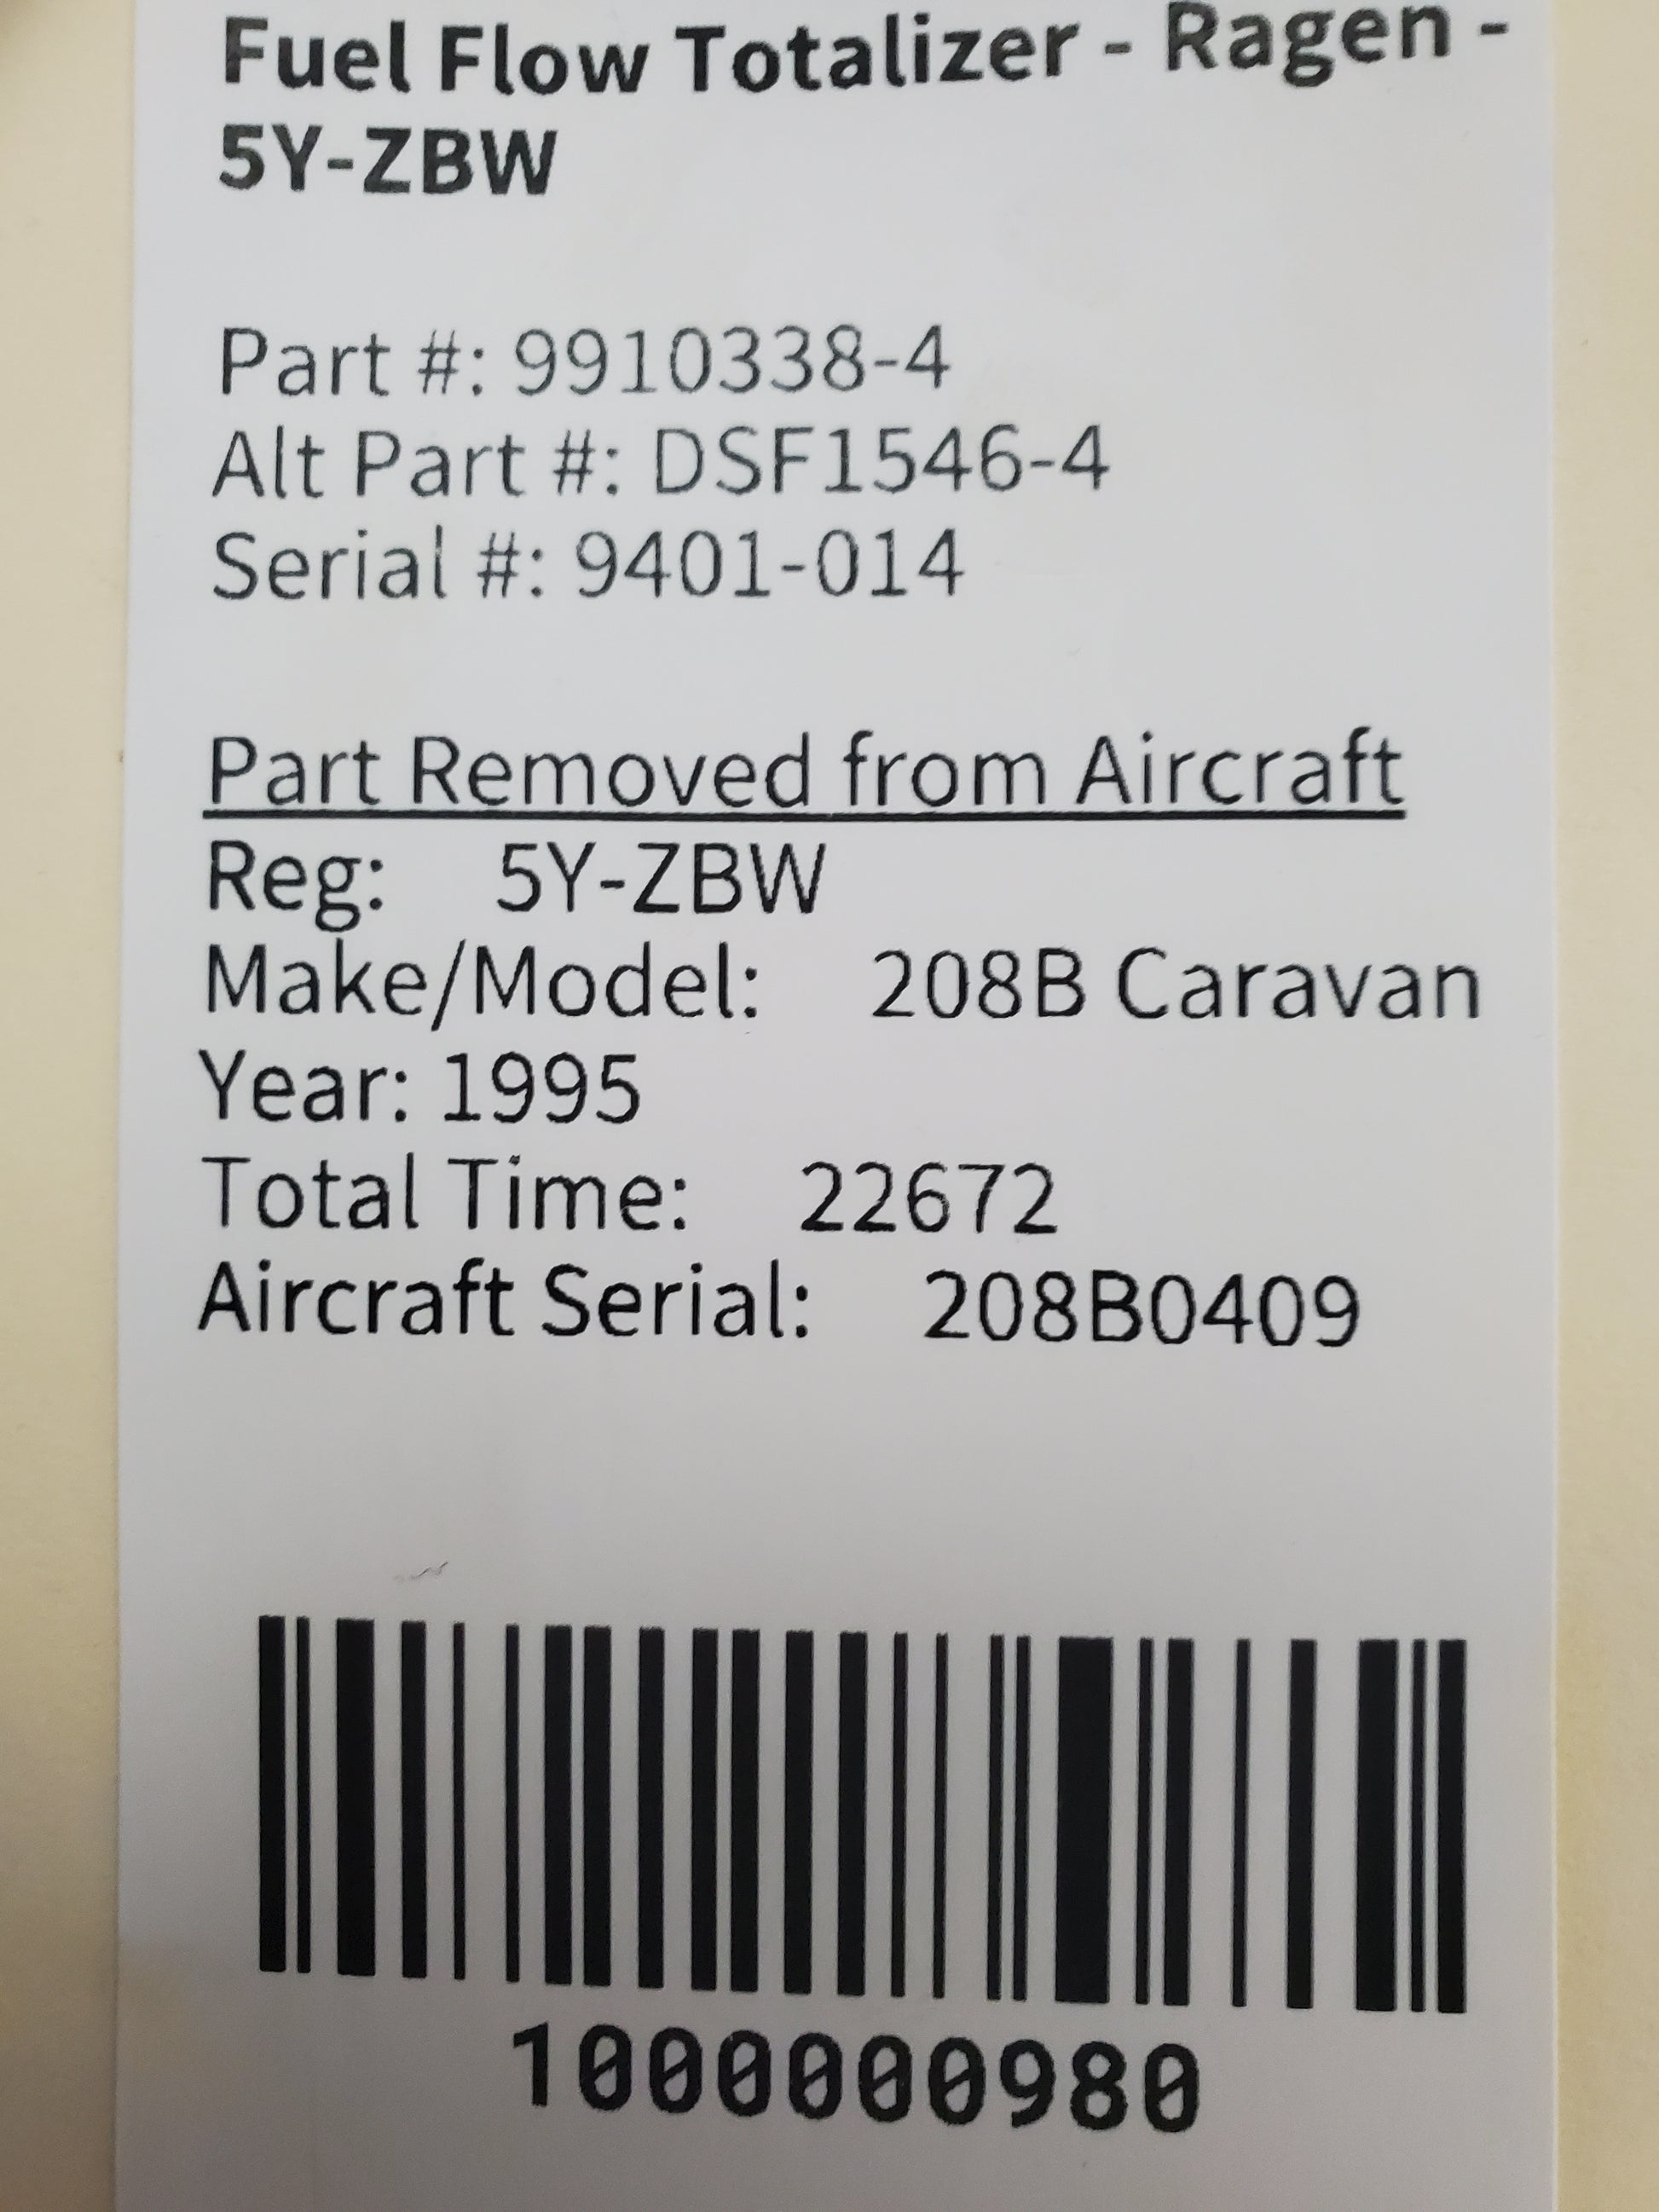 Fuel Flow Totalizer - Ragen -
5Y-ZBW
Part #: 9910338-4
Alt Part #: DSF1546-4
Serial #: 9401-014
Part Removed from Aircraft
Reg: 5Y-ZBW
Make/Model: 208B Caravan
Year: 1995
Total Time: 22672
Aircraft Serial: 208B0409
1000000980